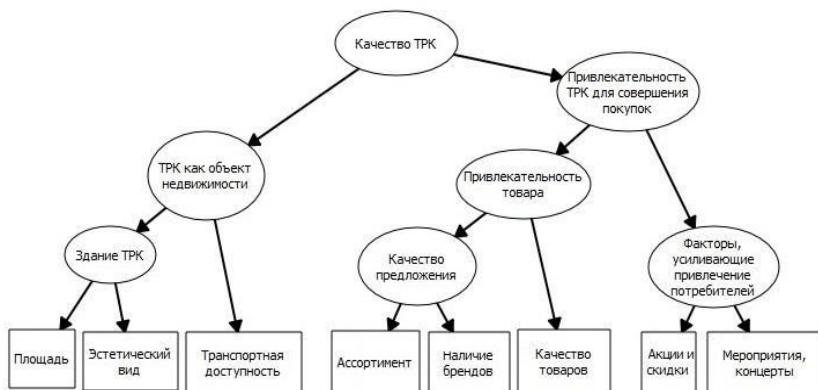 Качество ТРК
Привлекательность
ТРК для совершения
покупок
ТРК как объект
недвижимости
Привлекательность
товара
Здание ТРК
Качество
предложения
Факторы,
усиливающие
привлечение
потребителей
Площадь
Эстетический
вид
Транспортная
доступность
Ассортимент
Наличие
брендов
Качество
товаров
Акции и
скидки
Мероприятия,
концерты